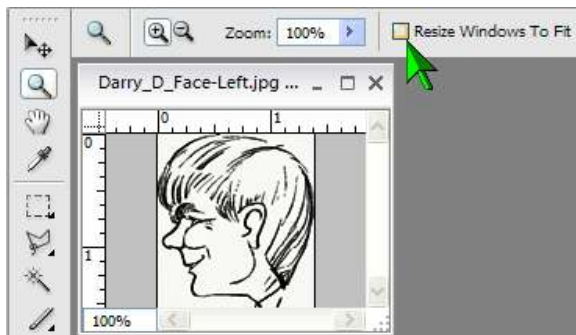 Zoom: 100% Resize Windows To Fit
Darry_D_Face-Left.jpg ...
0 1
0
1
100%